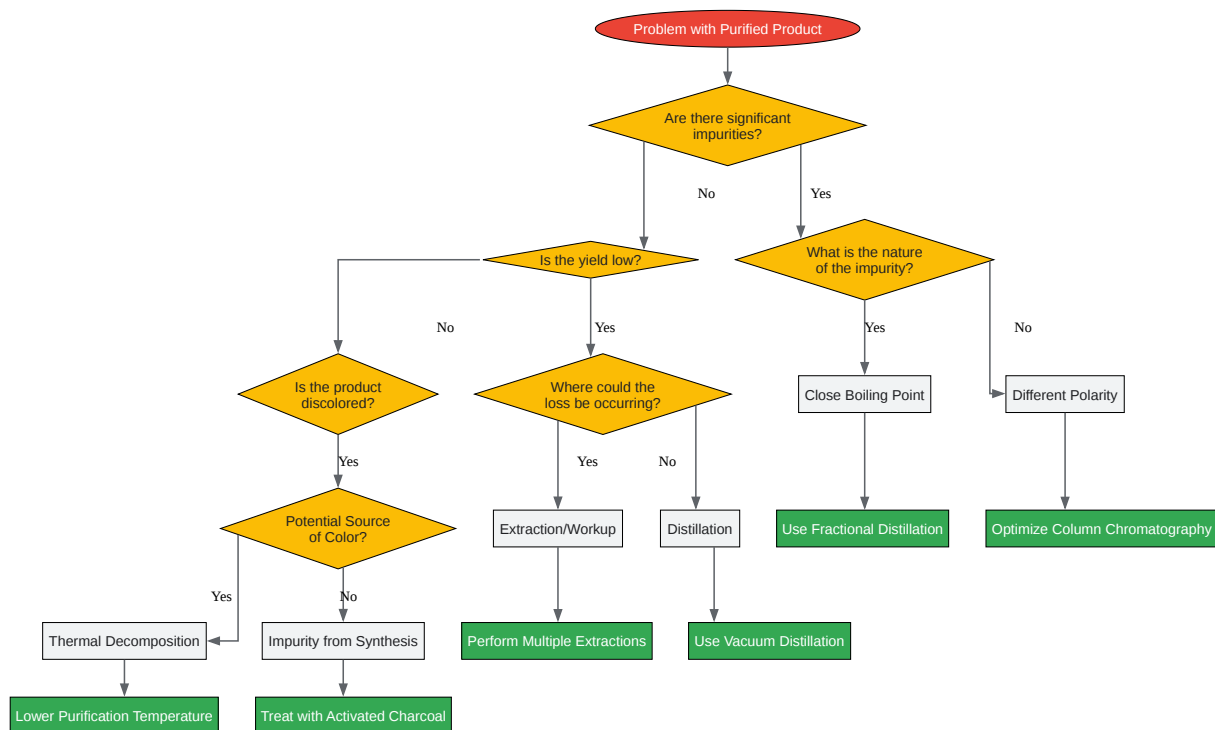 Problem with Purified Product
Are there significant
impurities?
No
Yes
Is the yield low?
What is the nature
of the impurity?
No
Yes
Yes
No
Is the product
discolored?
Where could the
loss be occurring?
Close Boiling Point
Different Polarity
Yes
Yes
No
Potential Source
of Color?
Extraction/Workup
Distillation
Use Fractional Distillation
Optimize Column Chromatography
Yes
No
Thermal Decomposition
Impurity from Synthesis
Perform Multiple Extractions
Use Vacuum Distillation
Lower Purification Temperature
Treat with Activated Charcoal